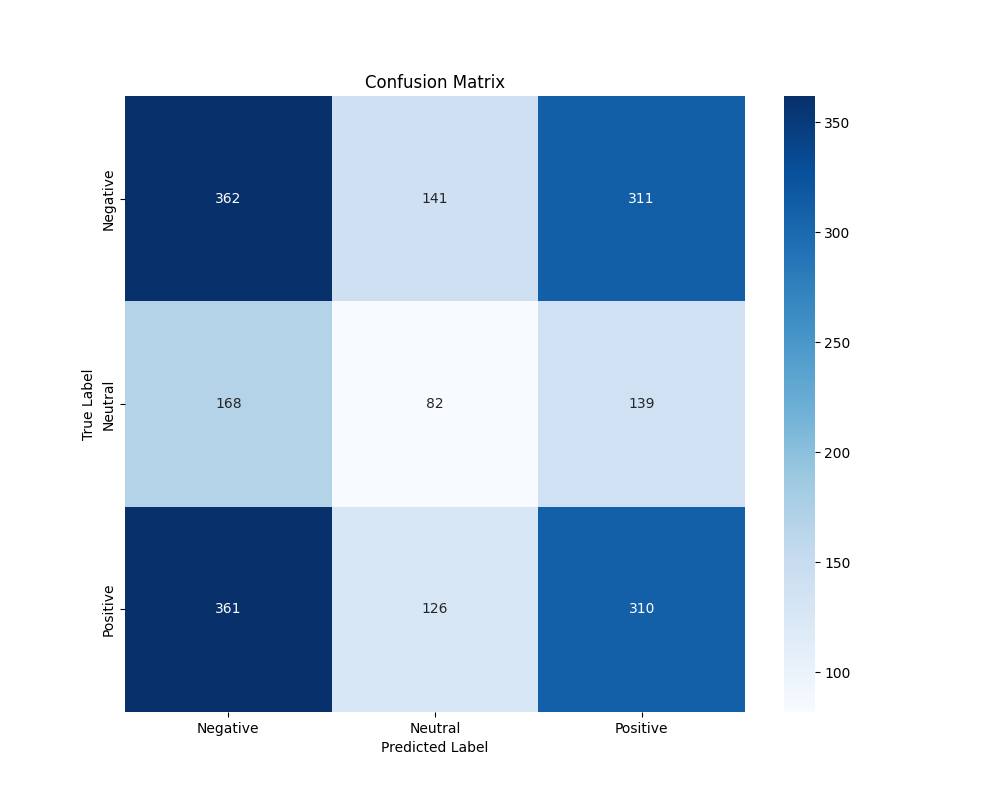 Confusion Matrix
True Label
Negative
362 141 311
Neutral
168 82 139
Positive
361 126 310
Negative Neutral Positive
Predicted Label
350
300
250
200
150
100